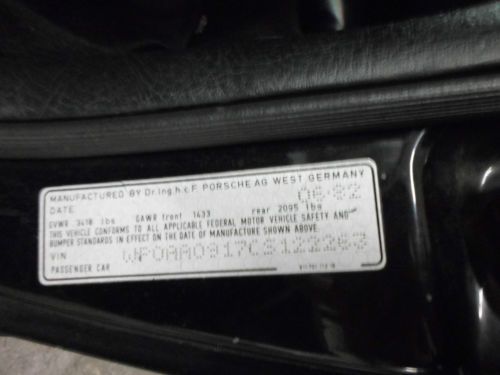 MANUFACTURED BY Dr.Ing.h.c.F. PORSCHE AG WEST GERMANY
DATE 06/82
GVWR 3418 lbs GAWR front 1433 rear 2095 lbs
THIS VEHICLE CONFORMS TO ALL APPLICABLE FEDERAL MOTOR VEHICLE SAFETY AND
BUMPER STANDARDS IN EFFECT ON THE DATE OF MANUFACTURE SHOWN ABOVE.
VIN WP0AA0917CS122262
PASSENGER CAR